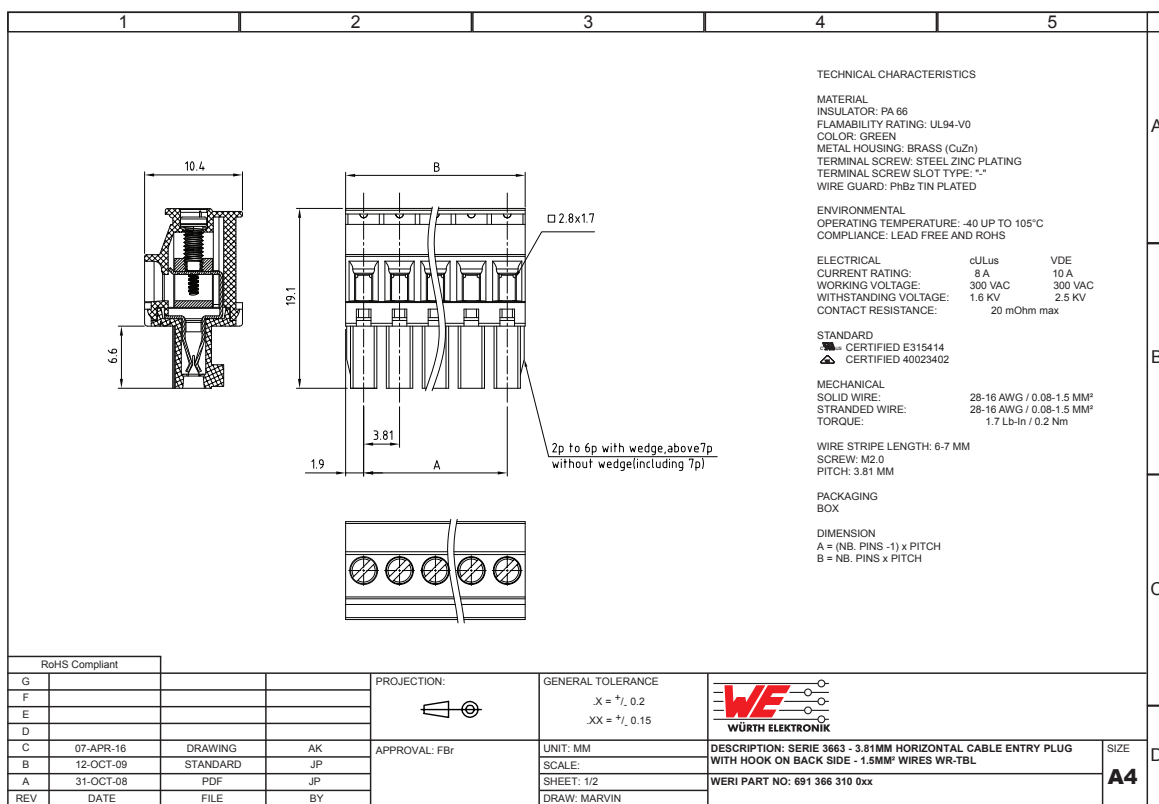 1 2 3 4 5
A
B
C
D
TECHNICAL CHARACTERISTICS
MATERIAL
INSULATOR: PA 66
FLAMABILITY RATING: UL94-V0
COLOR: GREEN
METAL HOUSING: BRASS (CuZn)
TERMINAL SCREW: STEEL ZINC PLATING
TERMINAL SCREW SLOT TYPE: "-"
WIRE GUARD: PhBz TIN PLATED
ENVIRONMENTAL
OPERATING TEMPERATURE: -40 UP TO 105°C
COMPLIANCE: LEAD FREE AND ROHS
ELECTRICAL cULus VDE
CURRENT RATING: 8 A 10 A
WORKING VOLTAGE: 300 VAC 300 VAC
WITHSTANDING VOLTAGE: 1.6 KV 2.5 KV
CONTACT RESISTANCE: 20 mOhm max
STANDARD
CERTIFIED E315414
CERTIFIED 40023402
MECHANICAL
SOLID WIRE: 28-16 AWG / 0.08-1.5 MM²
STRANDED WIRE: 28-16 AWG / 0.08-1.5 MM²
TORQUE: 1.7 Lb-In / 0.2 Nm
WIRE STRIPE LENGTH: 6-7 MM
SCREW: M2.0
PITCH: 3.81 MM
PACKAGING
BOX
DIMENSION
A = (NB. PINS -1) x PITCH
B = NB. PINS x PITCH
10.4
6.6
B
19.1
□ 2.8x1.7
3.81
1.9
A
2p to 6p with wedge,above7p
without wedge(including 7p)
RoHS Compliant
G
F
E
D
C 07-APR-16 DRAWING AK
B 12-OCT-09 STANDARD JP
A 31-OCT-08 PDF JP
REV DATE FILE BY
PROJECTION:
APPROVAL: FBr
GENERAL TOLERANCE
.X = +/- 0.2
.XX = +/- 0.15
UNIT: MM
SCALE:
SHEET: 1/2
DRAW: MARVIN
WE
WÜRTH ELEKTRONIK
DESCRIPTION: SERIE 3663 - 3.81MM HORIZONTAL CABLE ENTRY PLUG
WITH HOOK ON BACK SIDE - 1.5MM² WIRES WR-TBL
WERI PART NO: 691 366 310 0xx
SIZE
A4